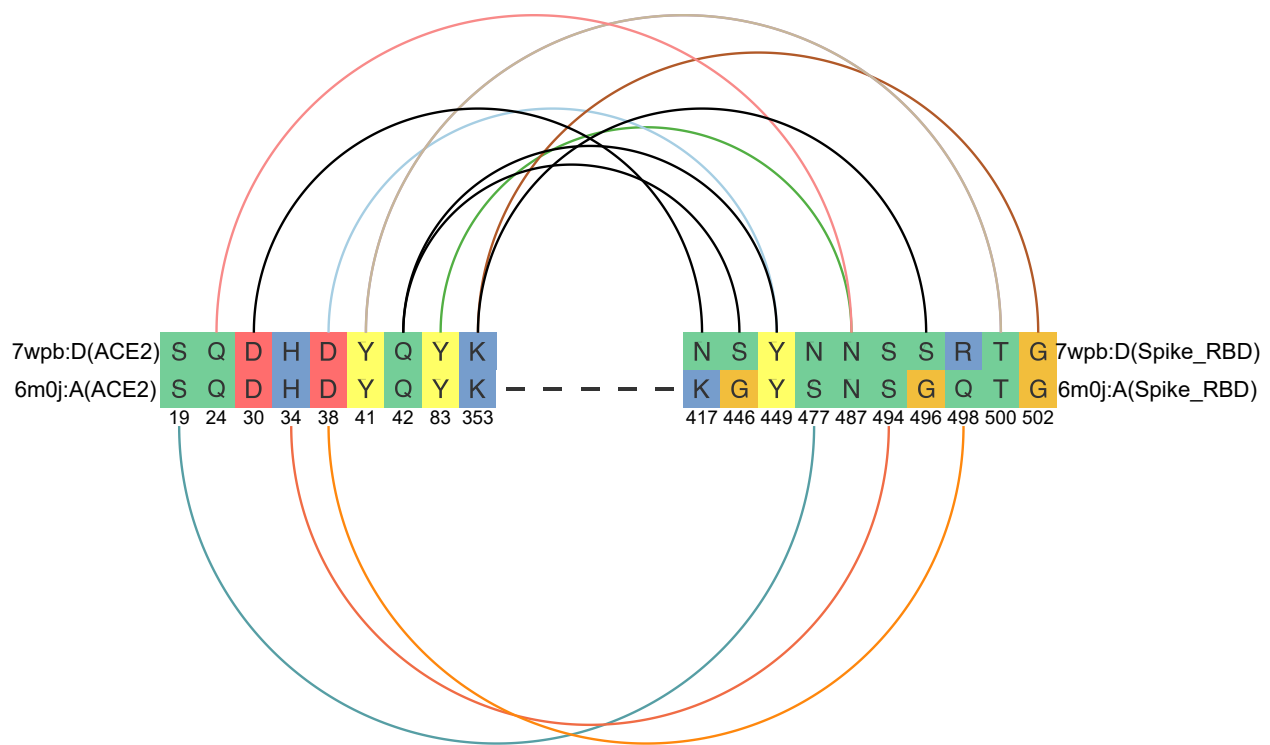 7wpb:D(ACE2) S Q D H D Y Q Y K N S Y N N S S R T G 7wpb:D(Spike_RBD)
6m0j:A(ACE2) S Q D H D Y Q Y K K G Y S N S G Q T G 6m0j:A(Spike_RBD)
19 24 30 34 38 41 42 83 353 417 446 449 477 487 494 496 498 500 502